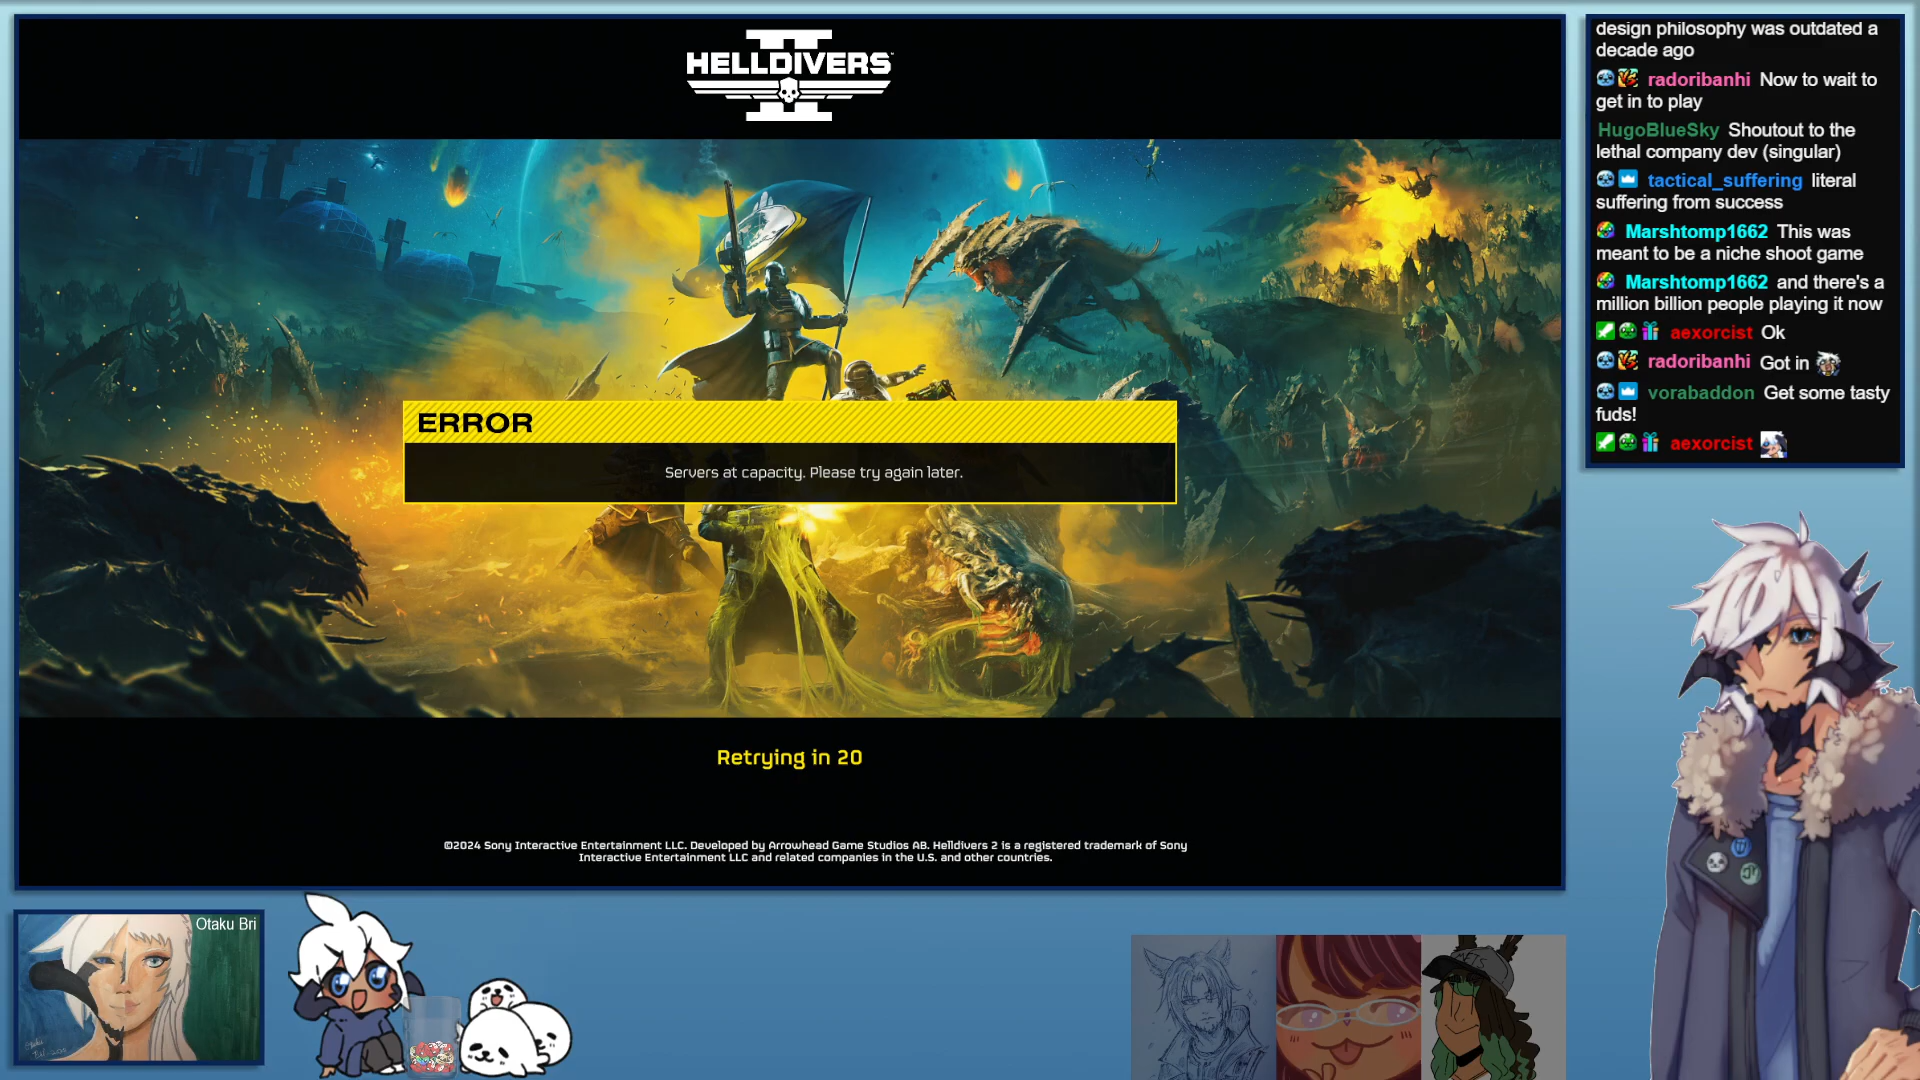 HELLDIVERS
II
ERROR
Servers at capacity. Please try again later.
Retrying in 20
©2024 Sony Interactive Entertainment LLC. Developed by Arrowhead Game Studios AB. Helldivers 2 is a registered trademark of Sony
Interactive Entertainment LLC and related companies in the U.S. and other countries.
design philosophy was outdated a
decade ago
radoribanhi Now to wait to
get in to play
HugoBlueSky Shoutout to the
lethal company dev (singular)
tactical_suffering literal
suffering from success
Marshtomp1662 This was
meant to be a niche shoot game
Marshtomp1662 and there's a
million billion people playing it now
aexorcist Ok
radoribanhi Got in
vorabaddon Get some tasty
fuds!
aexorcist
Otaku Bri